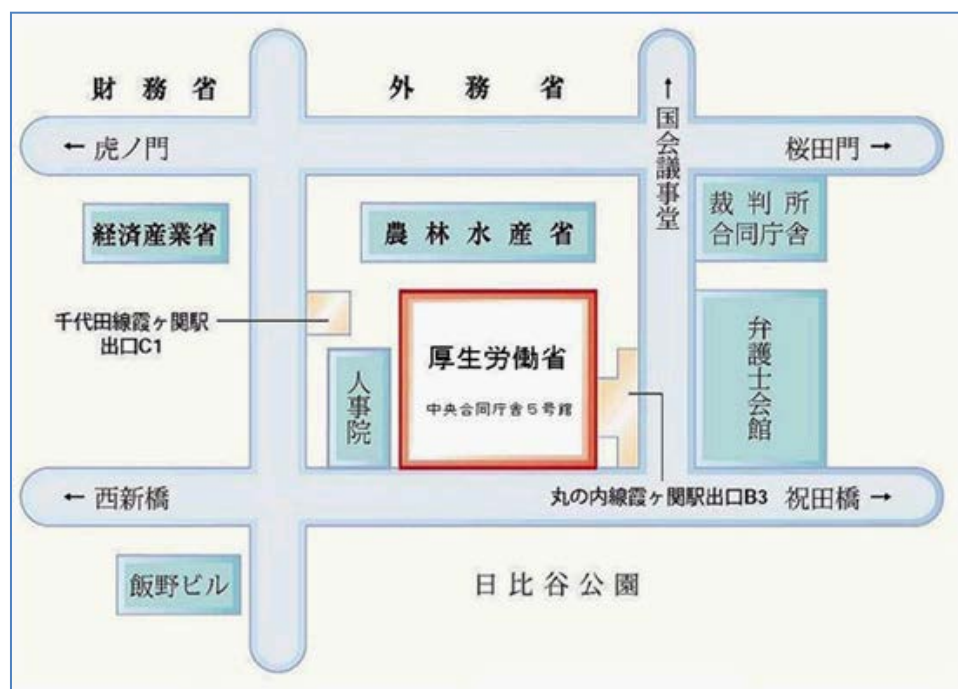 財務省
外務省
↑国会議事堂
←虎ノ門
桜田門→
経済産業省
農林水産省
裁判所
合同庁舎
千代田線霞ヶ関駅
出口C1
人事院
厚生労働省
中央合同庁舎5号館
弁護士会館
←西新橋
丸の内線霞ヶ関駅出口B3
祝田橋→
飯野ビル
日比谷公園